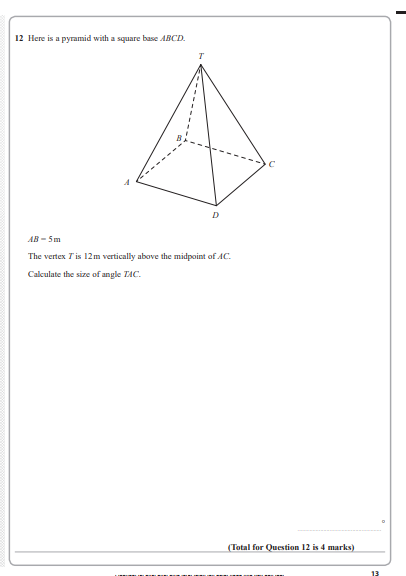 12 Here is a pyramid with a square base ABCD.
T
B
C
A
D
AB = 5 m
The vertex T is 12 m vertically above the midpoint of AC.
Calculate the size of angle TAC.
°
(Total for Question 12 is 4 marks)
13